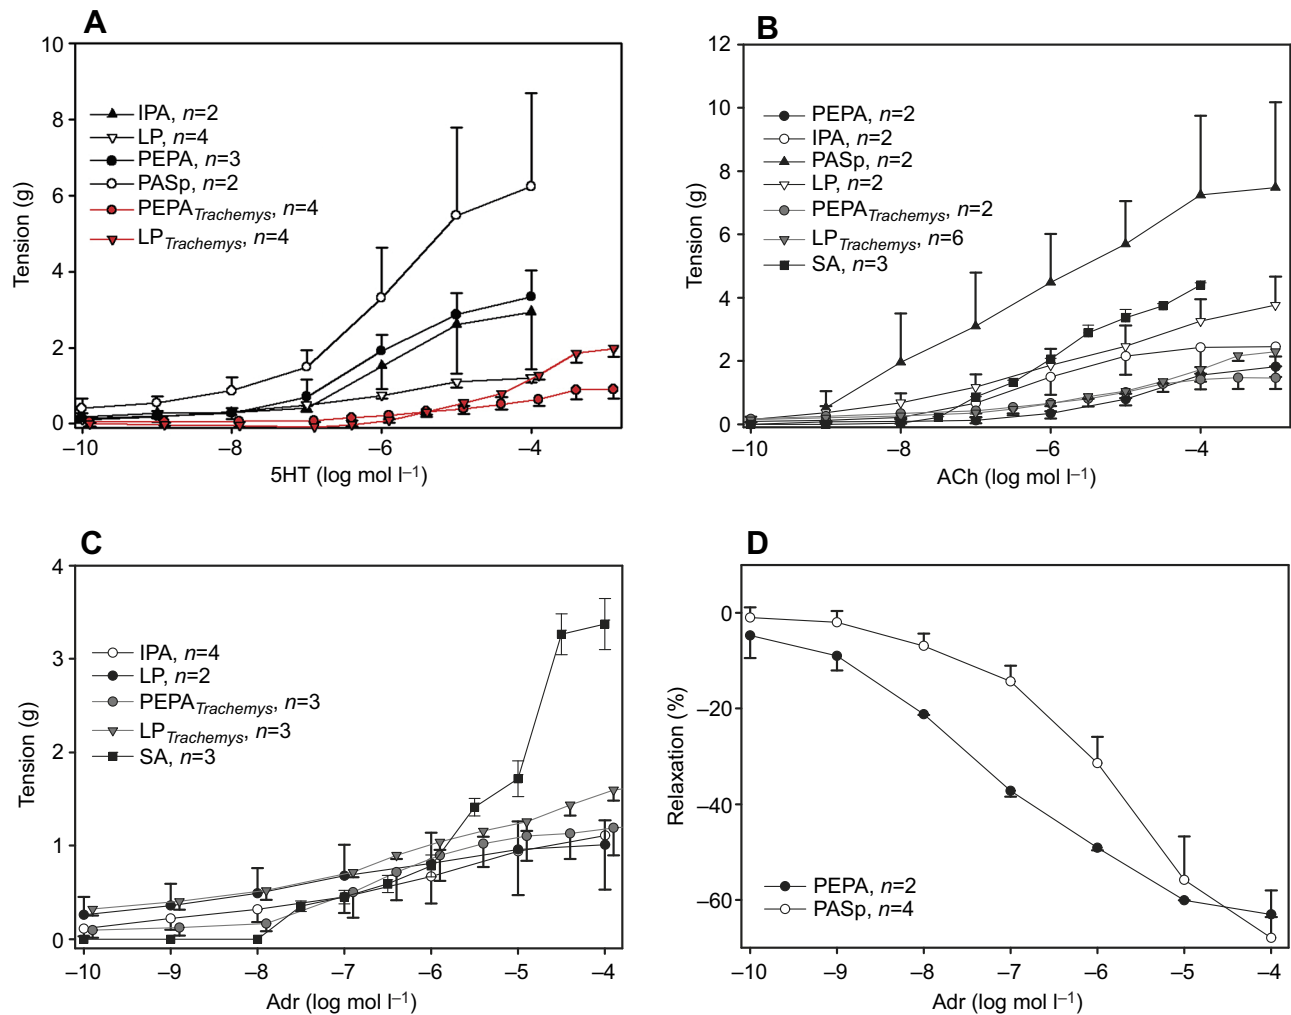 A
10
8
6
4
2
0
Tension (g)
IPA, n=2
LP, n=4
PEPA, n=3
PASp, n=2
PEPATrachemys, n=4
LPTrachemys, n=4
–10
–8
–6
–4
5HT (log mol l–1)
B
12
10
8
6
4
2
0
Tension (g)
PEPA, n=2
IPA, n=2
PASp, n=2
LP, n=2
PEPATrachemys, n=2
LPTrachemys, n=6
SA, n=3
–10
–8
–6
–4
ACh (log mol l–1)
C
4
3
2
1
0
Tension (g)
IPA, n=4
LP, n=2
PEPATrachemys, n=3
LPTrachemys, n=3
SA, n=3
–10
–9
–8
–7
–6
–5
–4
Adr (log mol l–1)
D
0
–20
–40
–60
Relaxation (%)
PEPA, n=2
PASp, n=4
–10
–9
–8
–7
–6
–5
–4
Adr (log mol l–1)